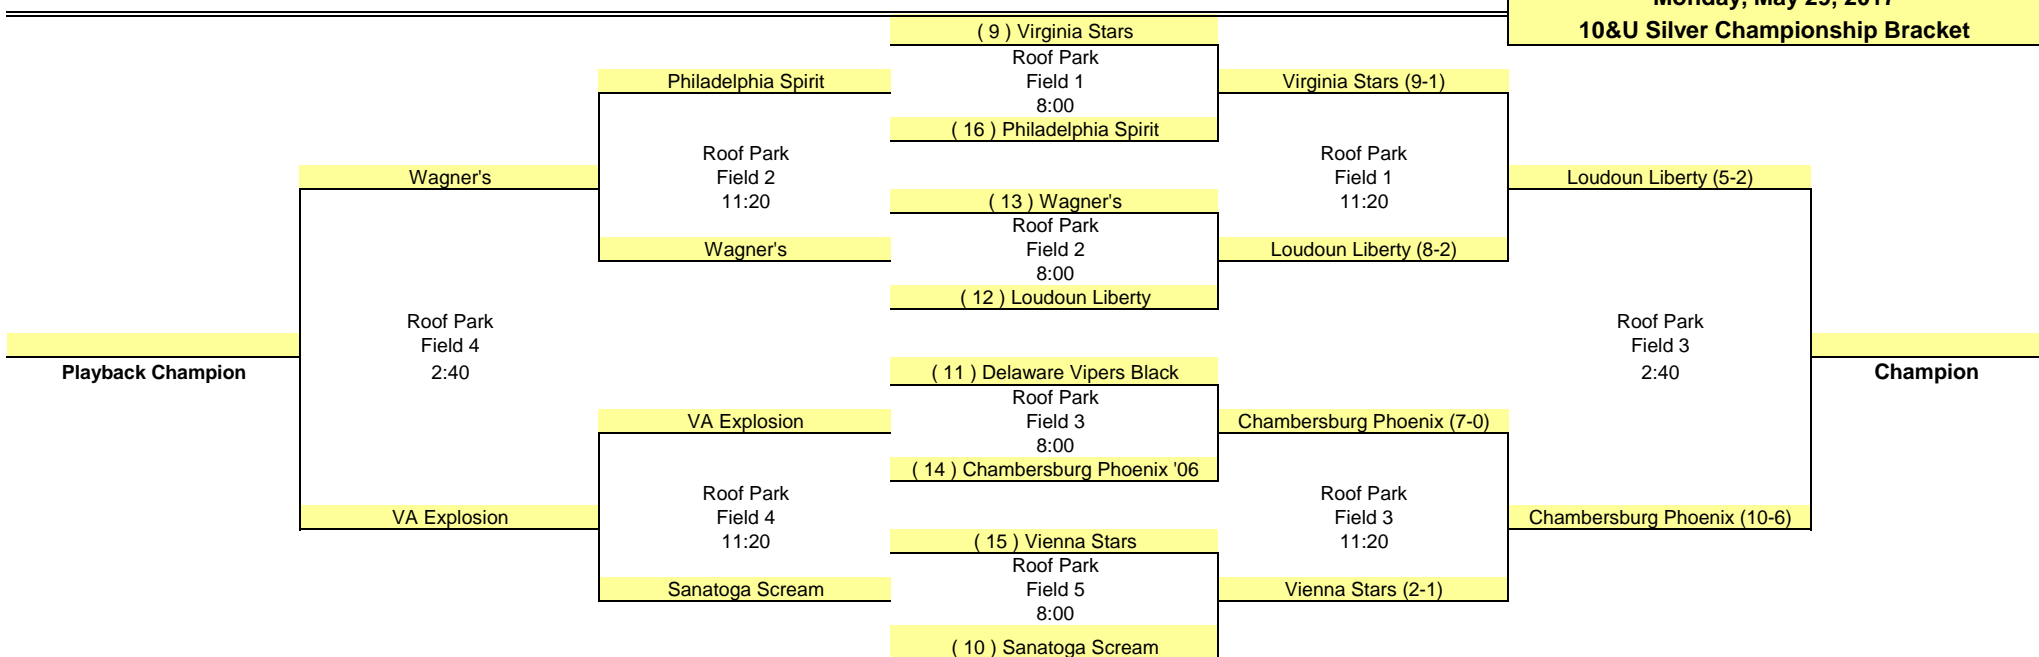 Monday, May 29, 2017
10&U Silver Championship Bracket
( 9 ) Virginia Stars
Roof Park
Field 1
8:00
( 16 ) Philadelphia Spirit
Philadelphia Spirit
Virginia Stars (9-1)
Roof Park
Field 2
11:20
Roof Park
Field 1
11:20
Wagner's
Loudoun Liberty (5-2)
( 13 ) Wagner's
Roof Park
Field 2
8:00
( 12 ) Loudoun Liberty
Wagner's
Loudoun Liberty (8-2)
Roof Park
Field 4
2:40
Playback Champion
Roof Park
Field 3
2:40
Champion
( 11 ) Delaware Vipers Black
Roof Park
Field 3
8:00
( 14 ) Chambersburg Phoenix '06
VA Explosion
Chambersburg Phoenix (7-0)
Roof Park
Field 4
11:20
Roof Park
Field 3
11:20
VA Explosion
Chambersburg Phoenix (10-6)
( 15 ) Vienna Stars
Roof Park
Field 5
8:00
( 10 ) Sanatoga Scream
Sanatoga Scream
Vienna Stars (2-1)